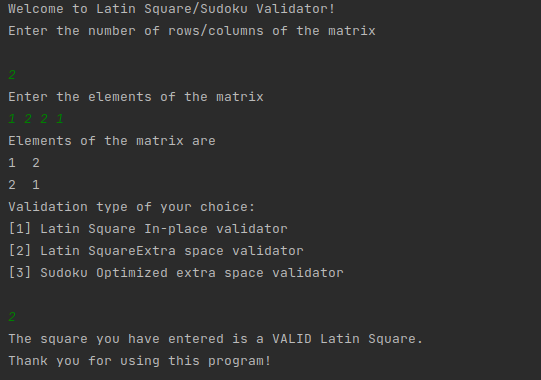 Welcome to Latin Square/Sudoku Validator!
Enter the number of rows/columns of the matrix
2
Enter the elements of the matrix
1 2 2 1
Elements of the matrix are
1  2
2  1
Validation type of your choice:
[1] Latin Square In-place validator
[2] Latin SquareExtra space validator
[3] Sudoku Optimized extra space validator
2
The square you have entered is a VALID Latin Square.
Thank you for using this program!